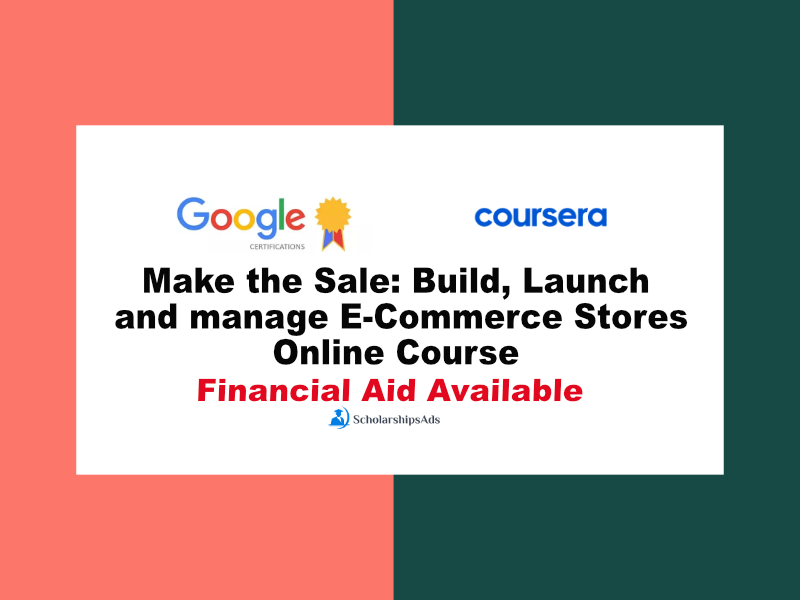 Google
CERTIFICATIONS
coursera
Make the Sale: Build, Launch
and manage E-Commerce Stores
Online Course
Financial Aid Available
ScholarshipsAds